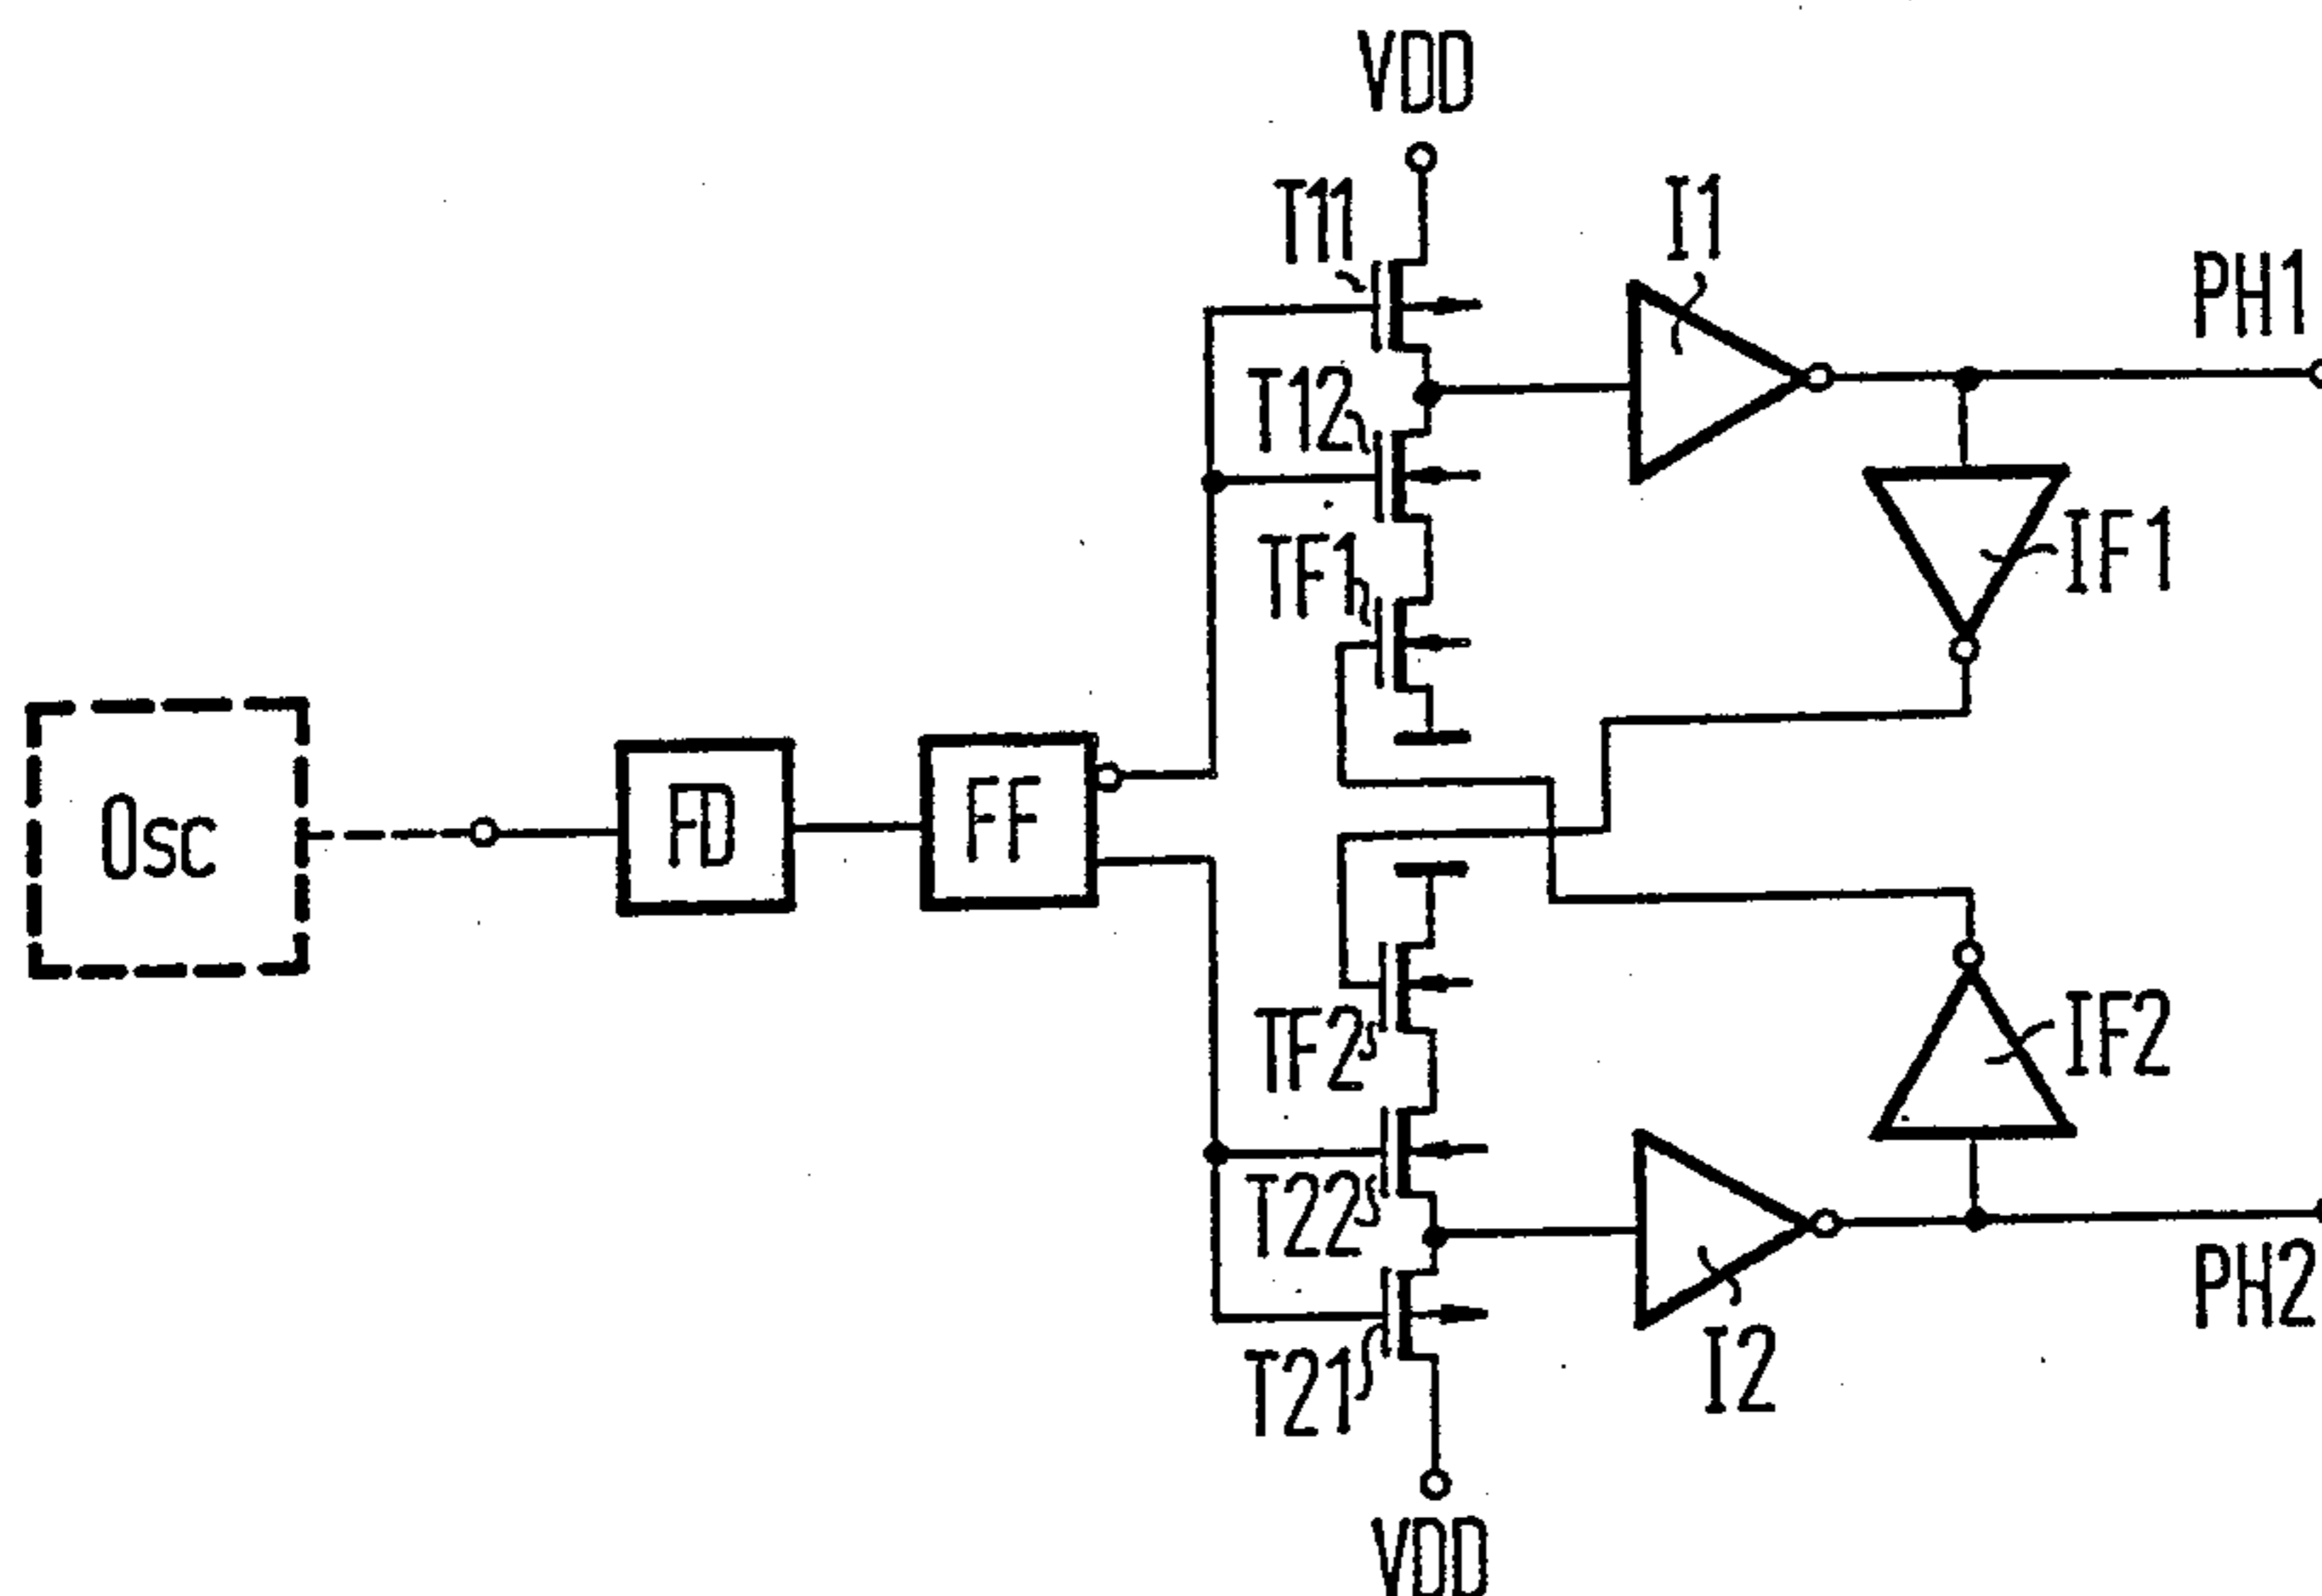 VDD
T11
I1
PH1
T12
TF1
IF1
Osc
FD
FF
TF2
IF2
T22
PH2
T21
I2
VDD